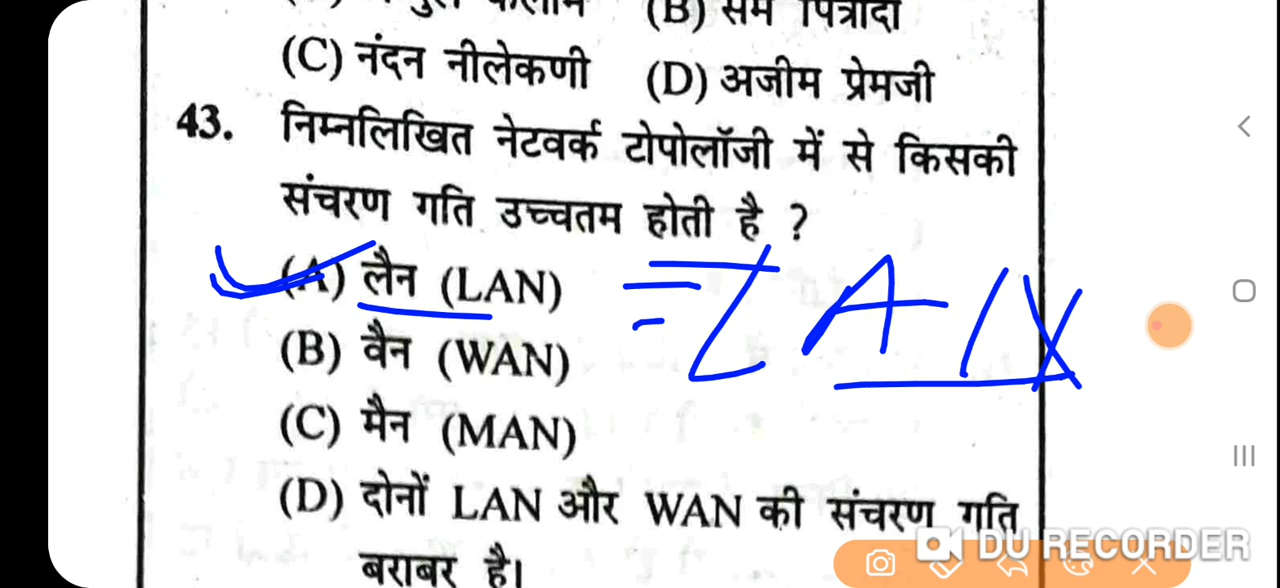 (B) सैम पित्रोदा
(C) नंदन नीलेकणी (D) अजीम प्रेमजी
43. निम्नलिखित नेटवर्क टोपोलॉजी में से किसकी
संचरण गति उच्चतम होती है ?
(A) लैन (LAN)
(B) वैन (WAN)
(C) मैन (MAN)
(D) दोनों LAN और WAN की संचरण गति
बराबर है।
DU RECORDER